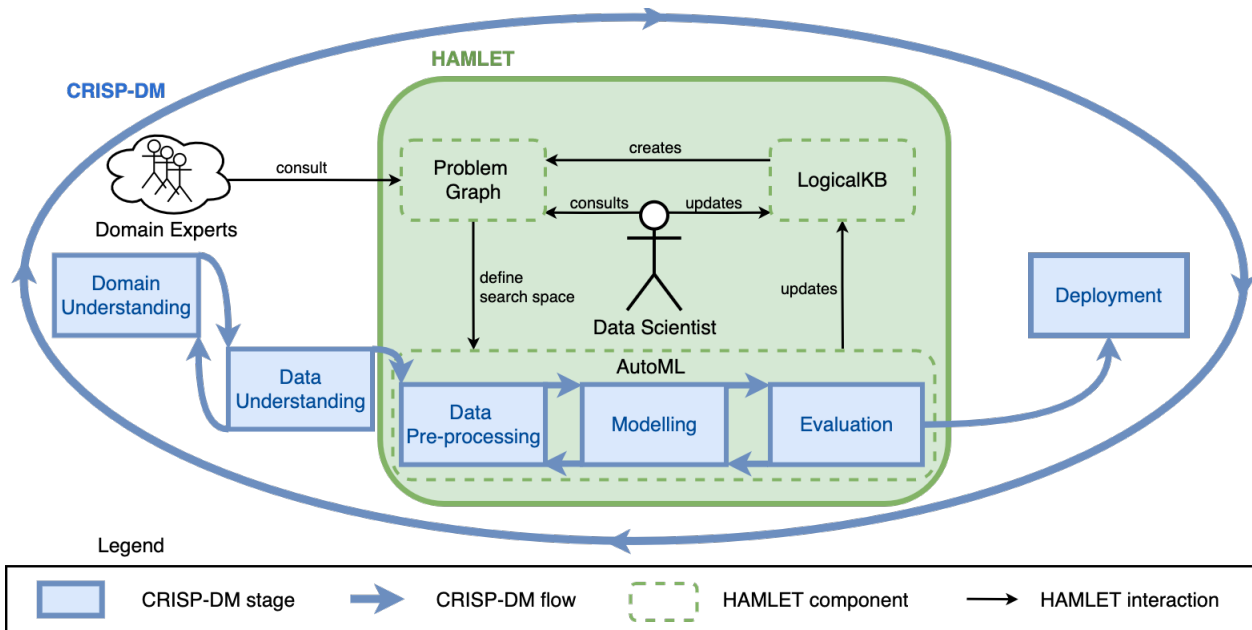 HAMLET
CRISP-DM
creates
consult
Problem
Graph
LogicalKB
consults
updates
Domain Experts
Domain
Understanding
define
search space
updates
Deployment
Data Scientist
AutoML
Data
Understanding
Data
Pre-processing
Modelling
Evaluation
Legend
CRISP-DM stage
CRISP-DM flow
HAMLET component
HAMLET interaction